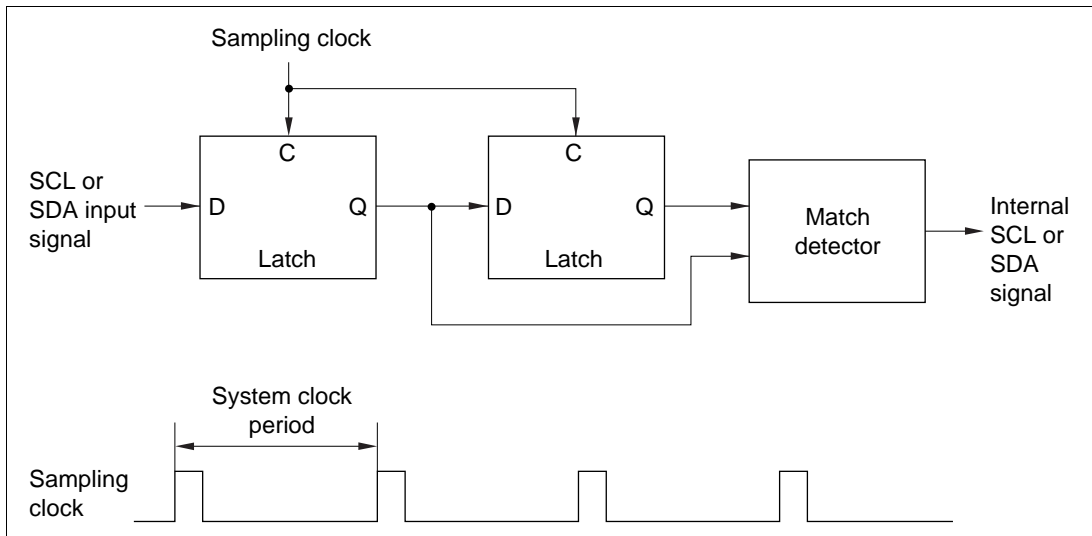 Sampling clock
C
C
SCL or
SDA input
signal
D
Q
D
Q
Latch
Latch
Match
detector
Internal
SCL or
SDA
signal
System clock
period
Sampling
clock